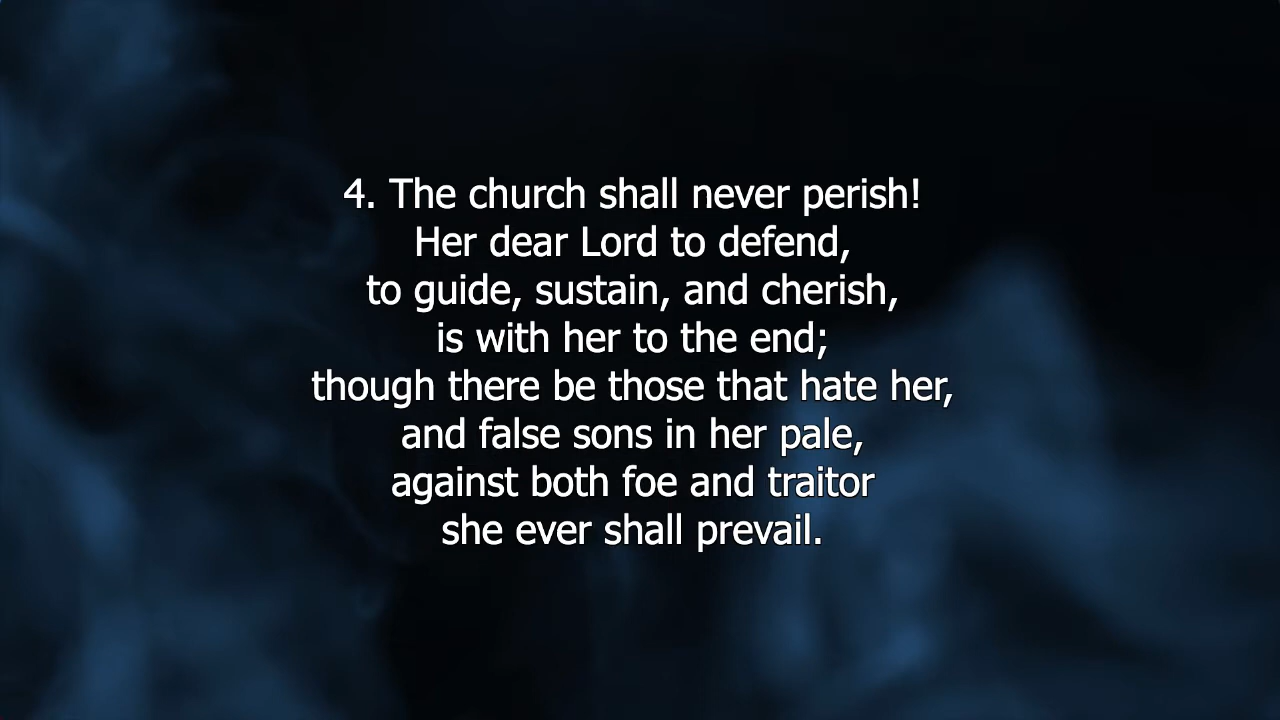 4. The church shall never perish!
Her dear Lord to defend,
to guide, sustain, and cherish,
is with her to the end;
though there be those that hate her,
and false sons in her pale,
against both foe and traitor
she ever shall prevail.